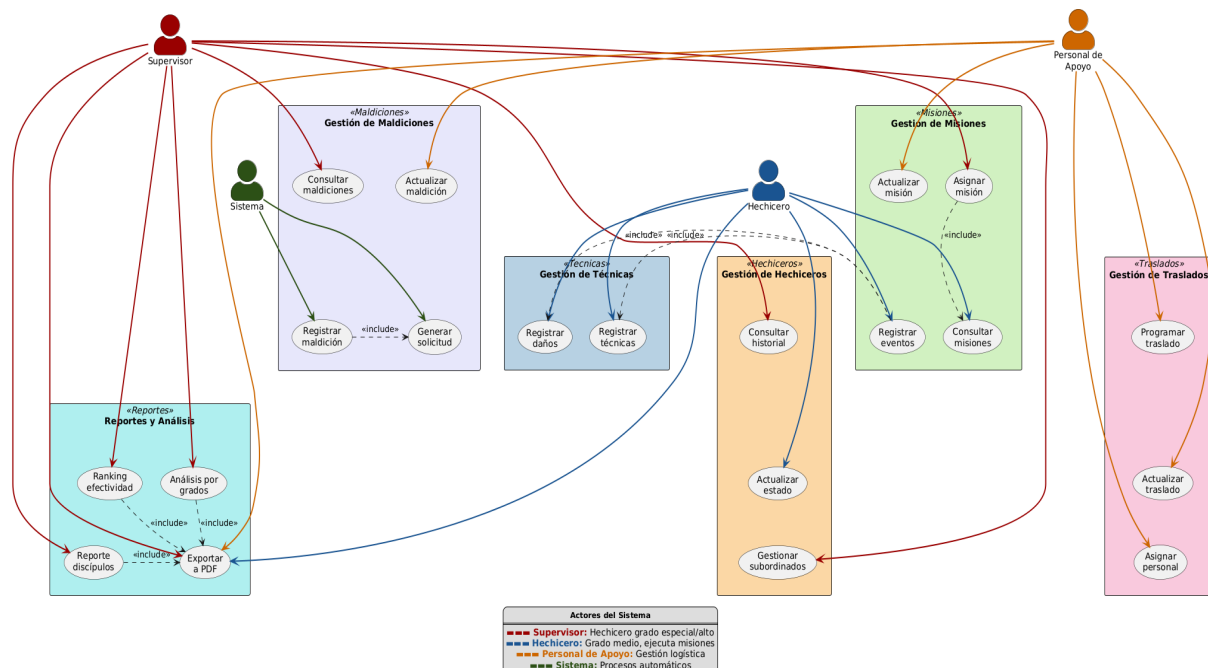 Supervisor
Personal de
Apoyo
«Maldiciones»
Gestión de Maldiciones
Consultar
maldiciones
Actualizar
maldición
Registrar
maldición
«include»
Generar
solicitud
Sistema
Hechicero
«Misiones»
Gestión de Misiones
Actualizar
misión
Asignar
misión
«include»
Registrar
eventos
Consultar
misiones
«include»
«include»
«Tecnicas»
Gestión de Técnicas
Registrar
daños
Registrar
técnicas
«Hechiceros»
Gestión de Hechiceros
Consultar
historial
Actualizar
estado
Gestionar
subordinados
«Traslados»
Gestión de Traslados
Programar
traslado
Actualizar
traslado
Asignar
personal
«Reportes»
Reportes y Análisis
Ranking
efectividad
Análisis por
grados
«include»
«include»
Reporte
discípulos
«include»
Exportar
a PDF
Actores del Sistema
Supervisor: Hechicero grado especial/alto
Hechicero: Grado medio, ejecuta misiones
Personal de Apoyo: Gestión logística
Sistema: Procesos automáticos